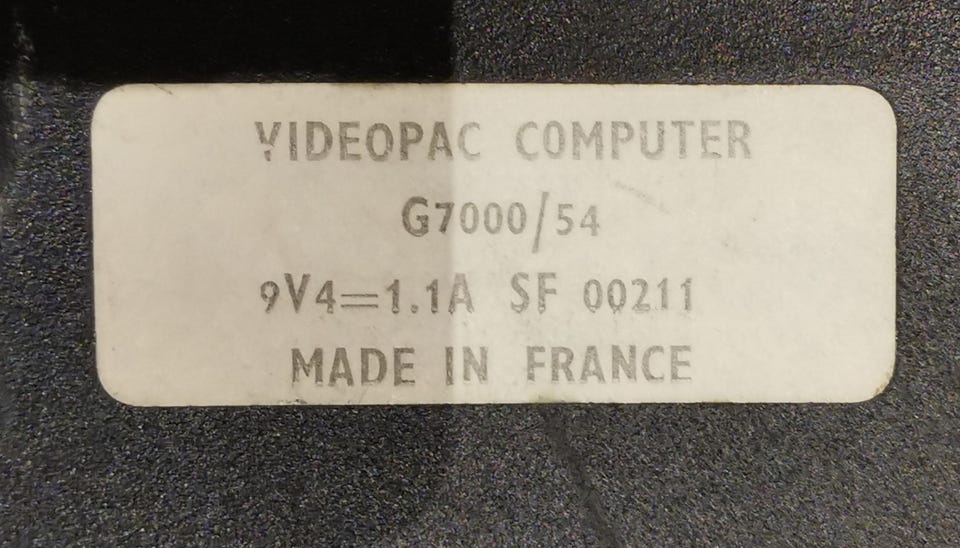 VIDEOPAC COMPUTER
G7000/54
9V4=1.1A SF 00211
MADE IN FRANCE